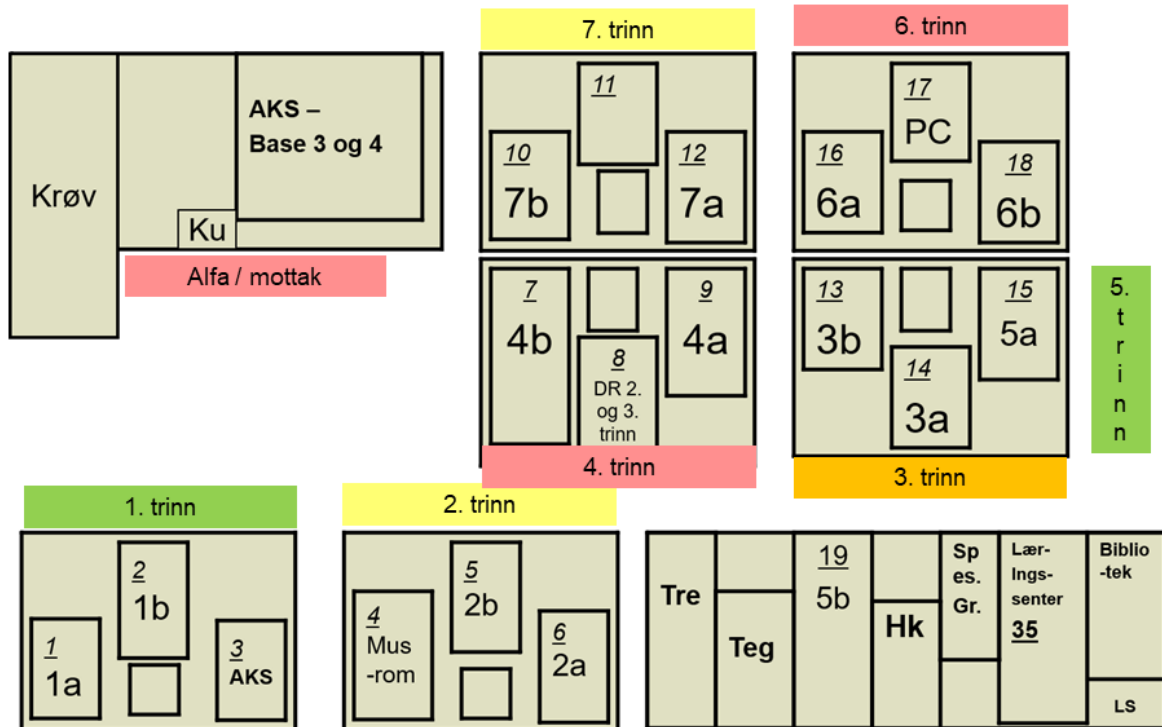 7. trinn
6. trinn
Krøv
AKS –
Base 3 og 4
Ku
Alfa / mottak
11
10
7b
12
7a
17
PC
16
6a
18
6b
7
4b
9
4a
8
DR 2.
og 3.
trinn
4. trinn
13
3b
15
5a
14
3a
3. trinn
5.
t
r
i
n
n
1. trinn
2
1b
1
1a
3
AKS
2. trinn
5
2b
4
Mus
-rom
6
2a
Tre
Teg
19
5b
Hk
Sp
es.
Gr.
Lær-
Ings-
senter
35
Biblio
-tek
LS